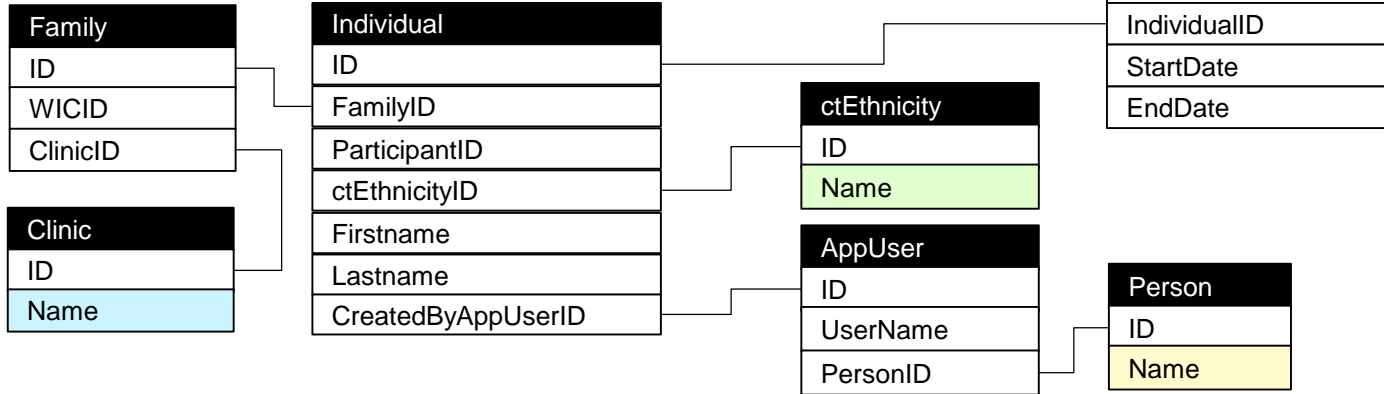 Family
ID
WICID
ClinicID
Clinic
ID
Name
Individual
ID
FamilyID
ParticipantID
ctEthnicityID
Firstname
Lastname
CreatedByAppUserID
ctEthnicity
ID
Name
AppUser
ID
UserName
PersonID
IndividualID
StartDate
EndDate
Person
ID
Name